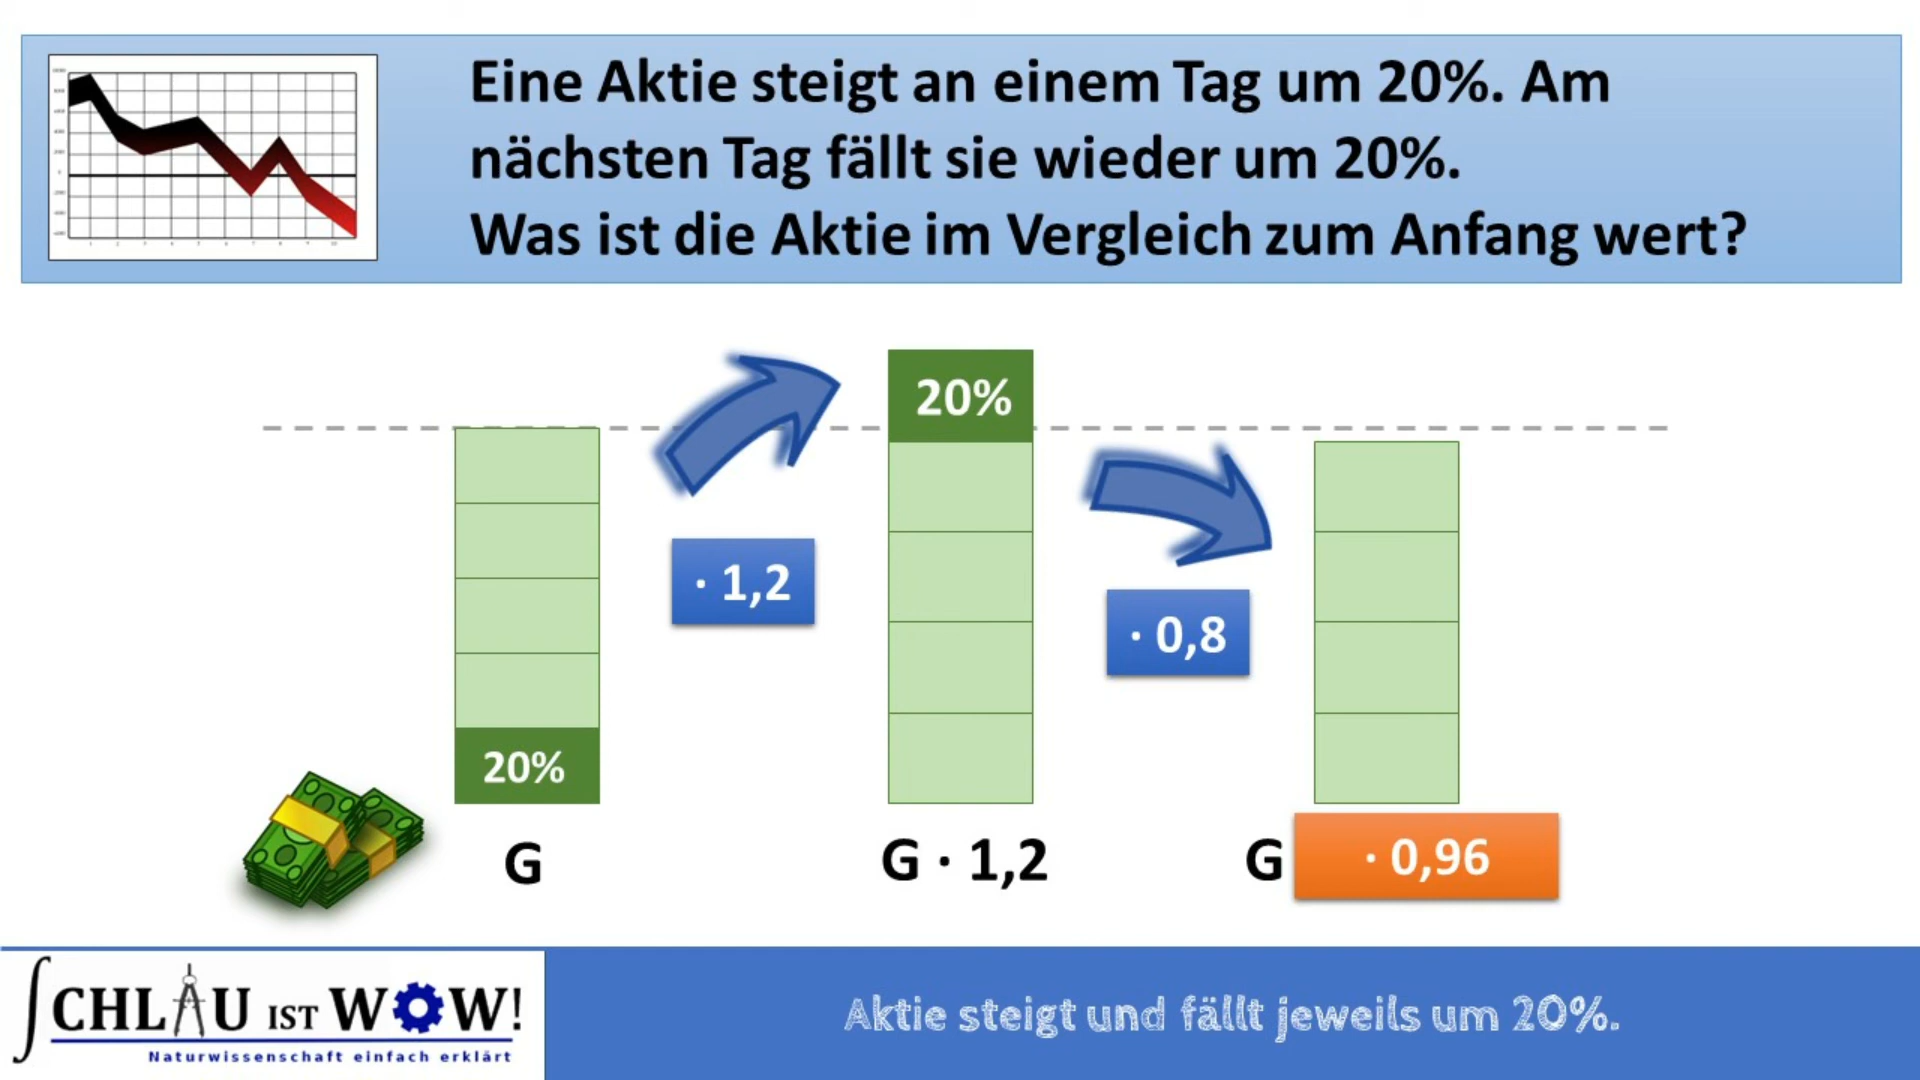 Eine Aktie steigt an einem Tag um 20%. Am
nächsten Tag fällt sie wieder um 20%.
Was ist die Aktie im Vergleich zum Anfang wert?
20%
· 1,2
· 0,8
20%
G
G · 1,2
G · 0,96
SCHLAU IST WOW!
Naturwissenschaft einfach erklärt
Aktie steigt und fällt jeweils um 20%.